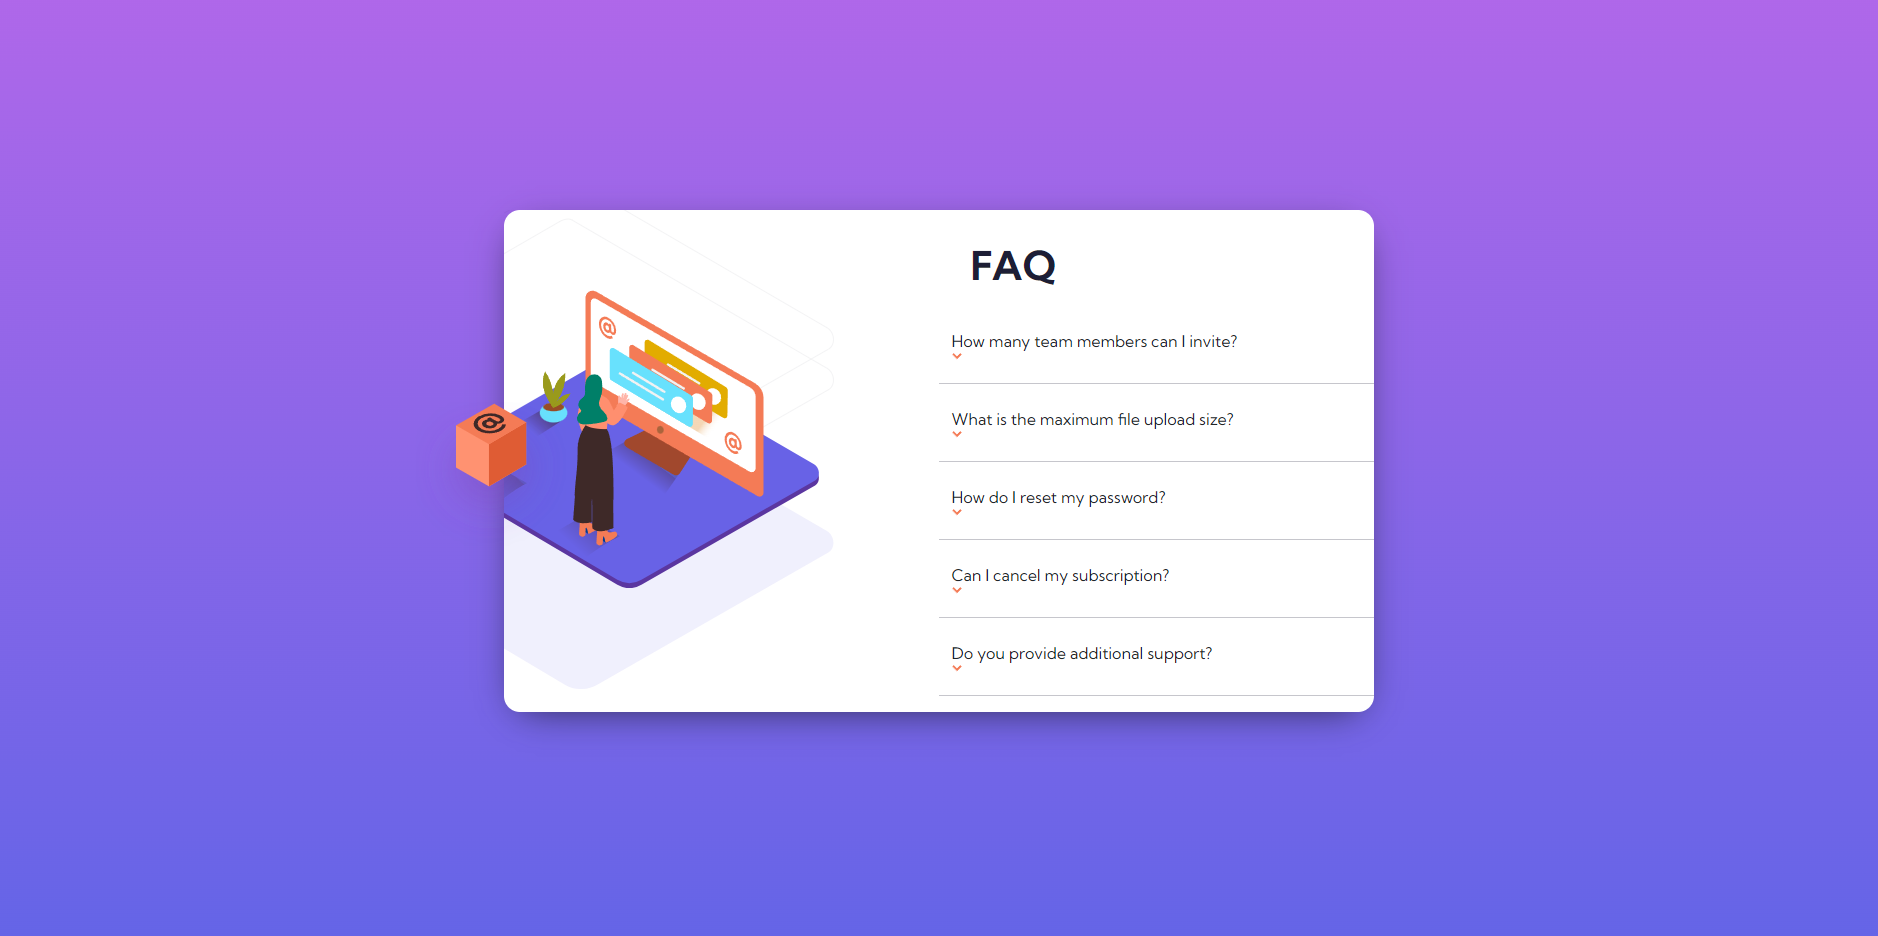 FAQ
How many team members can I invite?
What is the maximum file upload size?
How do I reset my password?
Can I cancel my subscription?
Do you provide additional support?
@
@
@